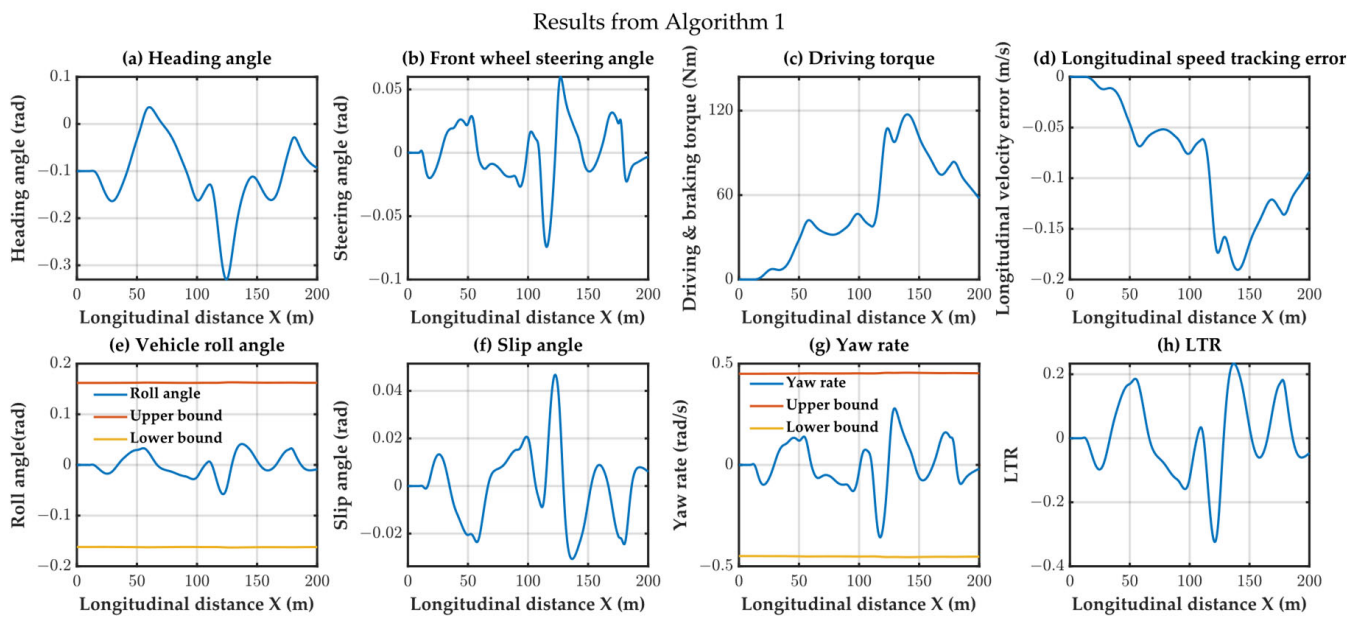 Results from Algorithm 1
(a) Heading angle
Heading angle (rad)
0.1
0
−0.1
−0.2
−0.3
0 50 100 150 200
Longitudinal distance X (m)
(b) Front wheel steering angle
Steering angle (rad)
0.05
0
−0.05
−0.1
0 50 100 150 200
Longitudinal distance X (m)
(c) Driving torque
Driving & braking torque (Nm)
120
60
0
0 50 100 150 200
Longitudinal distance X (m)
(d) Longitudinal speed tracking error
Longitudinal velocity error (m/s)
0
−0.05
−0.1
−0.15
−0.2
0 50 100 150 200
Longitudinal distance X (m)
(e) Vehicle roll angle
Roll angle(rad)
0.2
0.1
0
−0.1
−0.2
Roll angle
Upper bound
Lower bound
0 50 100 150 200
Longitudinal distance X (m)
(f) Slip angle
Slip angle (rad)
0.04
0.02
0
−0.02
0 50 100 150 200
Longitudinal distance X (m)
(g) Yaw rate
Yaw rate (rad/s)
0.5
0
−0.5
Yaw rate
Upper bound
Lower bound
0 50 100 150 200
Longitudinal distance X (m)
(h) LTR
LTR
0.2
0
−0.2
−0.4
0 50 100 150 200
Longitudinal distance X (m)